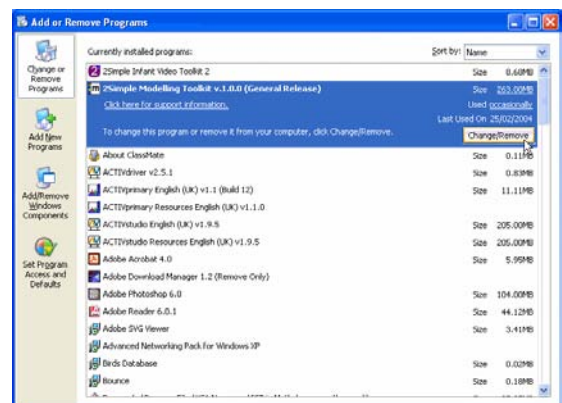 Add or Remove Programs
Currently installed programs:
Sort by: Name
Change or
Remove
Programs
Add New
Programs
Add/Remove
Windows
Components
Set Program
Access and
Defaults
2Simple Infant Video Toolkit 2 Size 0.60MB
2Simple Modelling Toolkit v.1.0.0 (General Release) Size 263.00MB
Click here for support information. Used occasionally
Last Used On 25/02/2004
To change this program or remove it from your computer, click Change/Remove. Change/Remove
About ClassMate Size 0.11MB
ACTIVdriver v2.5.1 Size 0.83MB
ACTIVprimary English (UK) v1.1 (Build 12) Size 11.11MB
ACTIVprimary Resources English (UK) v1.1.0
ACTIVstudio English (UK) v1.9.5 Size 205.00MB
ACTIVstudio Resources English (UK) v1.9.5 Size 205.00MB
Adobe Acrobat 4.0 Size 5.95MB
Adobe Download Manager 1.2 (Remove Only)
Adobe Photoshop 6.0 Size 104.00MB
Adobe Reader 6.0.1 Size 44.12MB
Adobe SVG Viewer Size 3.41MB
Advanced Networking Pack for Windows XP
Birds Database Size 0.02MB
Bounce Size 0.18MB